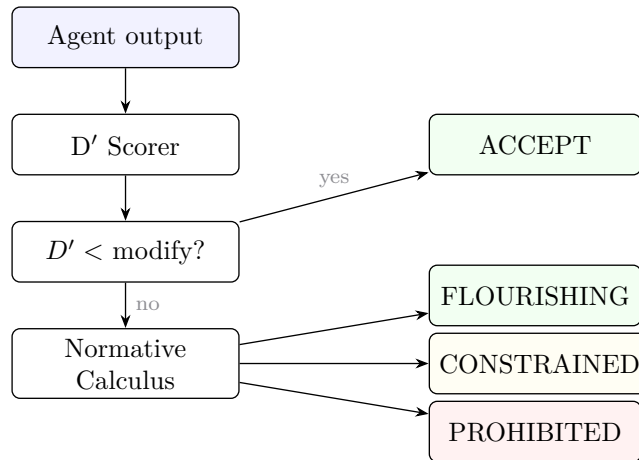 Agent output
D′ Scorer
ACCEPT
yes
D′ < modify?
no
FLOURISHING
Normative
Calculus
CONSTRAINED
PROHIBITED